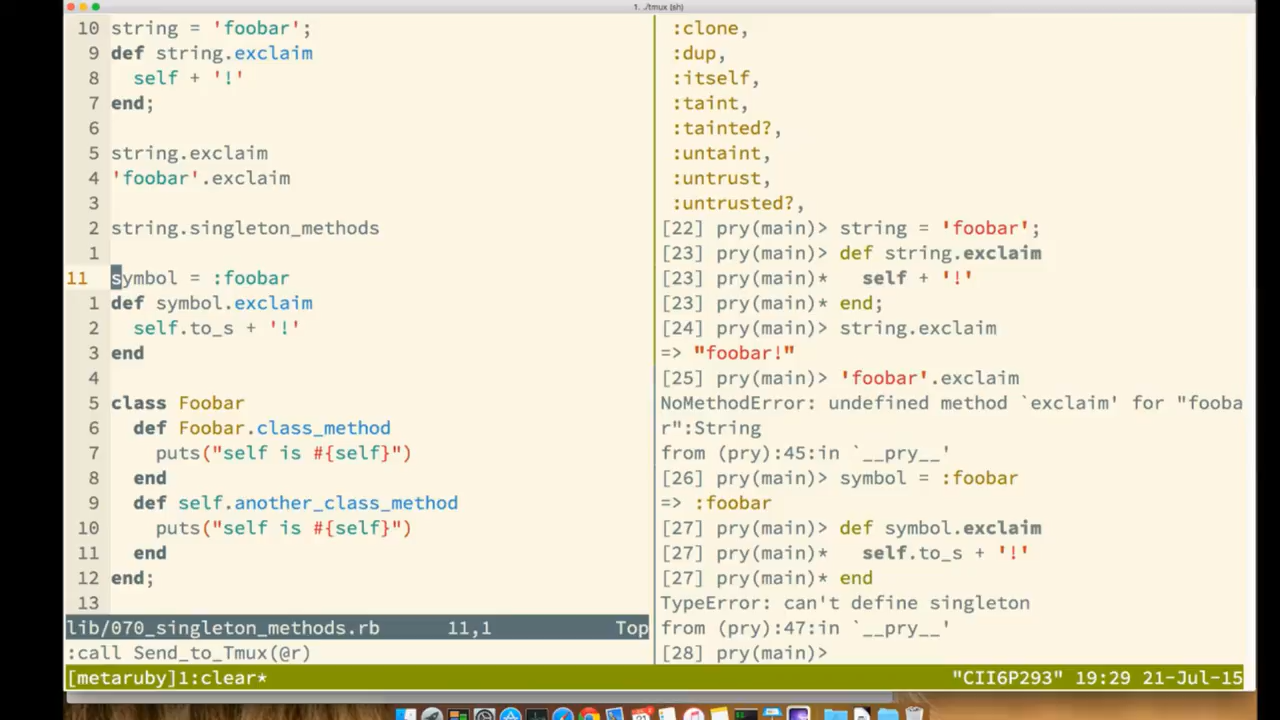 1. ./tmux (sh)
10 string = 'foobar';
9 def string.exclaim
8   self + '!'
7 end;
6
5 string.exclaim
4 'foobar'.exclaim
3
2 string.singleton_methods
1
11 symbol = :foobar
1 def symbol.exclaim
2   self.to_s + '!'
3 end
4
5 class Foobar
6   def Foobar.class_method
7     puts("self is #{self}")
8   end
9   def self.another_class_method
10     puts("self is #{self}")
11   end
12 end;
13
lib/070_singleton_methods.rb 11,1 Top
:call Send_to_Tmux(@r)
:clone,
:dup,
:itself,
:taint,
:tainted?,
:untaint,
:untrust,
:untrusted?,
[22] pry(main)> string = 'foobar';
[23] pry(main)> def string.exclaim
[23] pry(main)*   self + '!'
[23] pry(main)* end;
[24] pry(main)> string.exclaim
=> "foobar!"
[25] pry(main)> 'foobar'.exclaim
NoMethodError: undefined method `exclaim' for "fooba
r":String
from (pry):45:in `__pry__'
[26] pry(main)> symbol = :foobar
=> :foobar
[27] pry(main)> def symbol.exclaim
[27] pry(main)*   self.to_s + '!'
[27] pry(main)* end
TypeError: can't define singleton
from (pry):47:in `__pry__'
[28] pry(main)>
[metaruby]1:clear* "CII6P293" 19:29 21-Jul-15